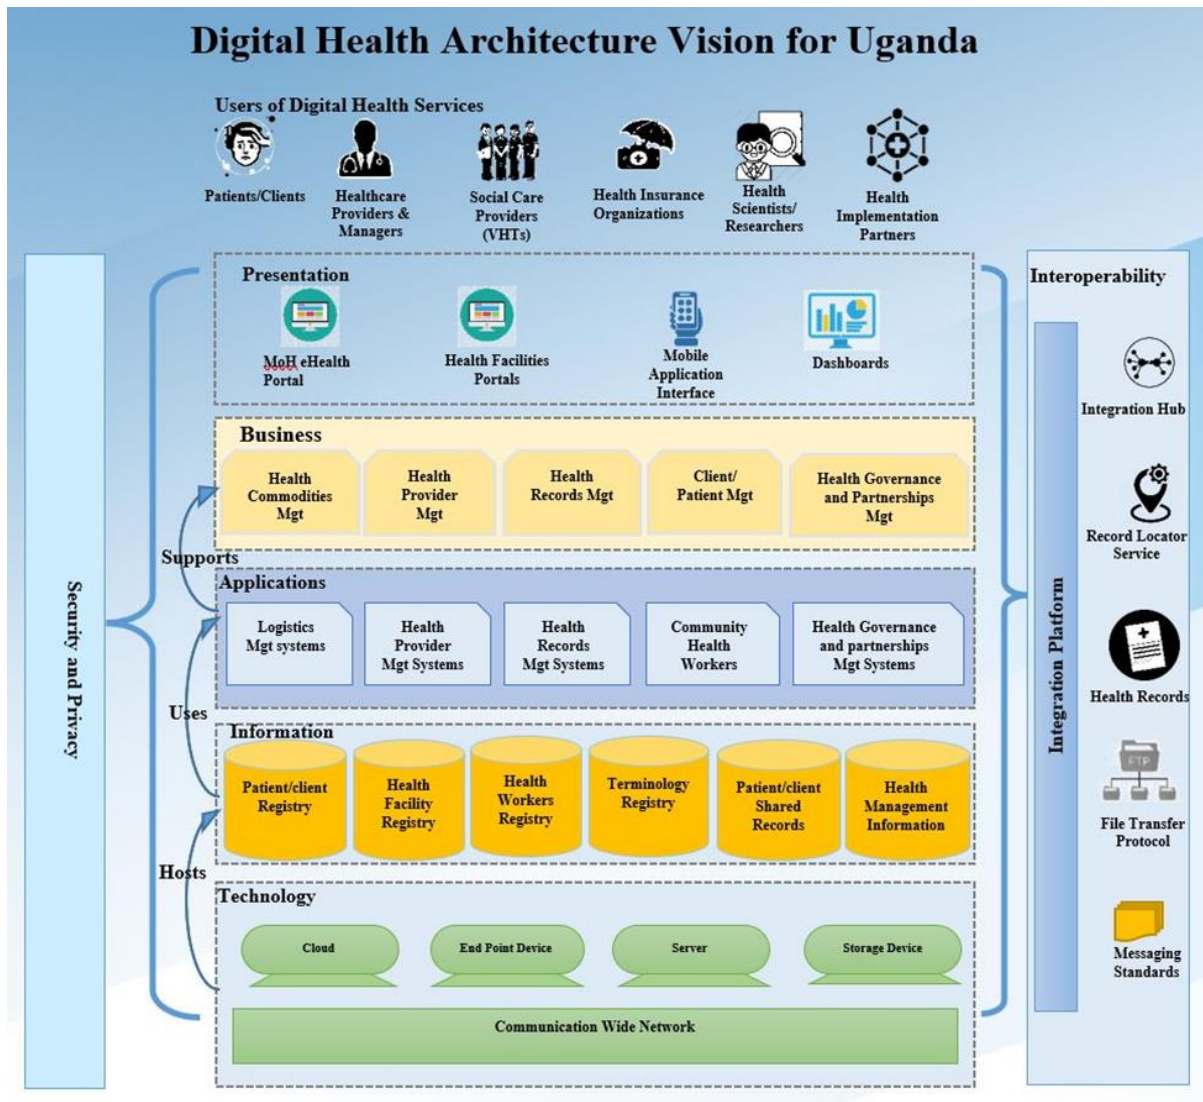 Digital Health Architecture Vision for Uganda
Users of Digital Health Services
Patients/Clients
Healthcare
Providers &
Managers
Social Care
Providers
(VHTs)
Health Insurance
Organizations
Health
Scientists/
Researchers
Health
Implementation
Partners
Security and Privacy
Presentation
MoH eHealth
Portal
Health Facilities
Portals
Mobile
Application
Interface
Dashboards
Business
Health
Commodities
Mgt
Health
Provider
Mgt
Health
Records Mgt
Client/
Patient Mgt
Health Governance
and Partnerships
Mgt
Supports
Applications
Logistics
Mgt systems
Health
Provider
Mgt Systems
Health
Records
Mgt Systems
Community
Health
Workers
Health Governance
and partnerships
Mgt Systems
Uses
Information
Patient/client
Registry
Health
Facility
Registry
Health
Workers
Registry
Terminology
Registry
Patient/client
Shared
Records
Health
Management
Information
Hosts
Technology
Cloud
End Point Device
Server
Storage Device
Communication Wide Network
Interoperability
Integration Platform
Integration Hub
Record Locator
Service
Health Records
FTP
File Transfer
Protocol
Messaging
Standards